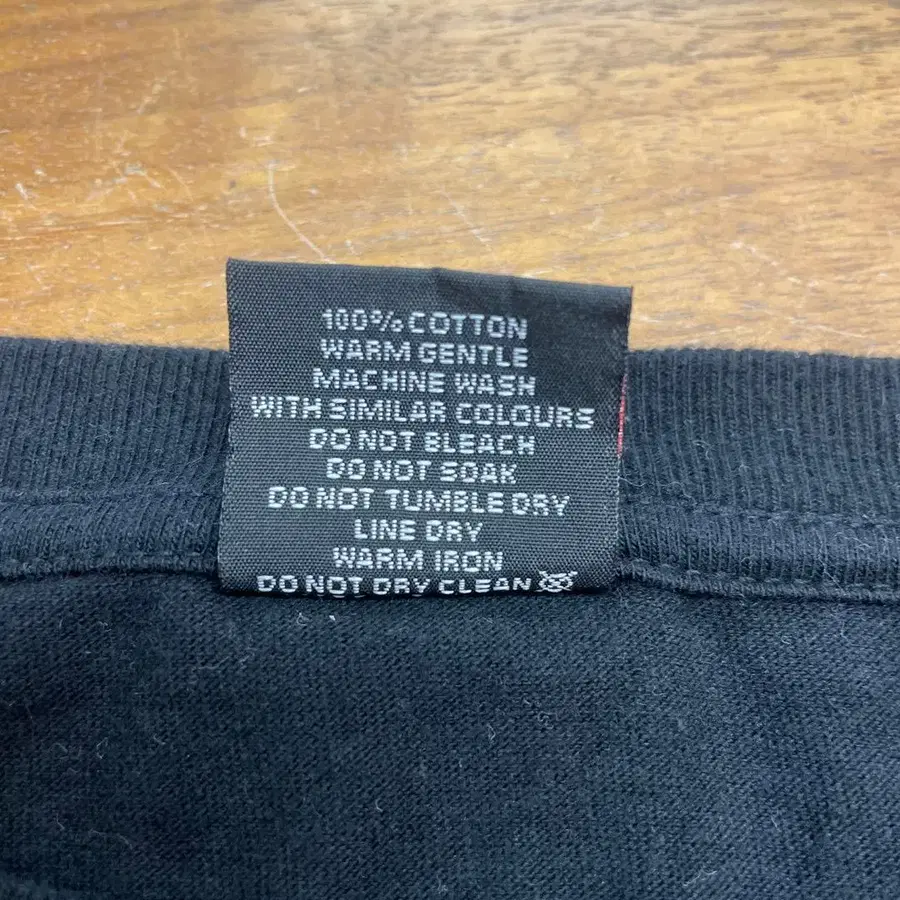 100% COTTON
WARM GENTLE
MACHINE WASH
WITH SIMILAR COLOURS
DO NOT BLEACH
DO NOT SOAK
DO NOT TUMBLE DRY
LINE DRY
WARM IRON
DO NOT DRY CLEAN